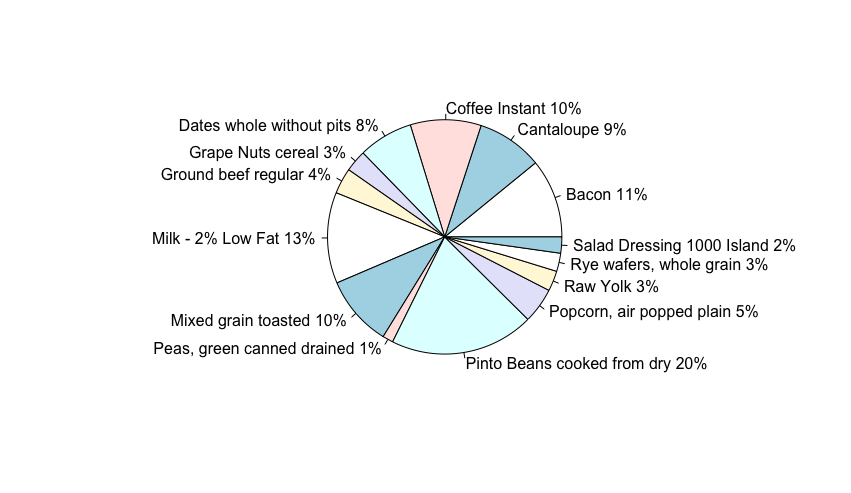 Coffee Instant 10%
Dates whole without pits 8%
Cantaloupe 9%
Grape Nuts cereal 3%
Ground beef regular 4%
Bacon 11%
Milk - 2% Low Fat 13%
Salad Dressing 1000 Island 2%
Rye wafers, whole grain 3%
Raw Yolk 3%
Popcorn, air popped plain 5%
Mixed grain toasted 10%
Peas, green canned drained 1%
Pinto Beans cooked from dry 20%